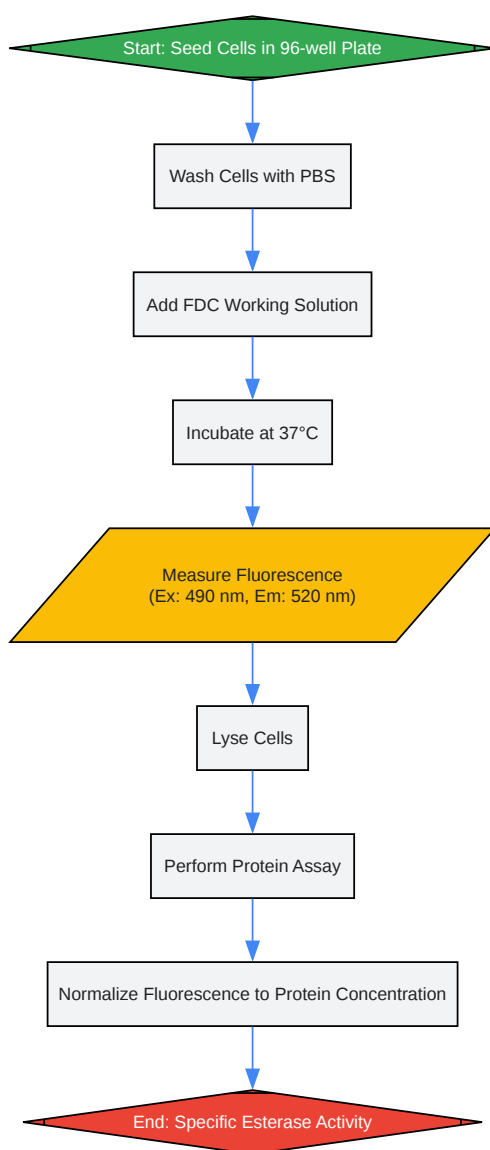 Start: Seed Cells in 96-well Plate
Wash Cells with PBS
Add FDC Working Solution
Incubate at 37°C
Measure Fluorescence
(Ex: 490 nm, Em: 520 nm)
Lyse Cells
Perform Protein Assay
Normalize Fluorescence to Protein Concentration
End: Specific Esterase Activity